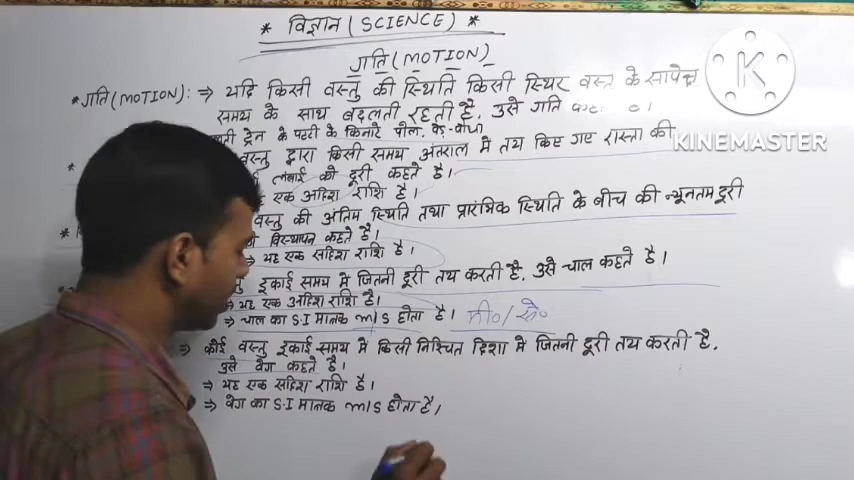 * विज्ञान (SCIENCE) *
गति (MOTION)
* गति (MOTION) : ⇒ यदि किसी वस्तु की स्थिति किसी स्थिर वस्तु के सापेक्ष
समय के साथ बदलती रहती है, उसे गति
ट्रेन के पटरी के किनारे पोल, पेड़-पौधा
वस्तु द्वारा किसी समय अंतराल में तय किए गए रास्ता की
लम्बाई को दूरी कहते है।
एक अदिश राशि है।
वस्तु की अंतिम स्थिति तथा प्रारंभिक स्थिति के बीच की न्यूनतम दूरी
विस्थापन कहते है।
⇒ यह एक सदिश राशि है।
इकाई समय में जितनी दूरी तय करती है, उसे चाल कहते है।
⇒ यह एक अदिश राशि है।
⇒ चाल का S.I मात्रक m/s होता है। मी०/से०
⇒ कोई वस्तु इकाई समय में किसी निश्चित दिशा में जितनी दूरी तय करती है,
उसे वेग कहते है।
⇒ यह एक सदिश राशि है।
⇒ वेग का S.I मात्रक m/s होता है।
K
KINEMASTER